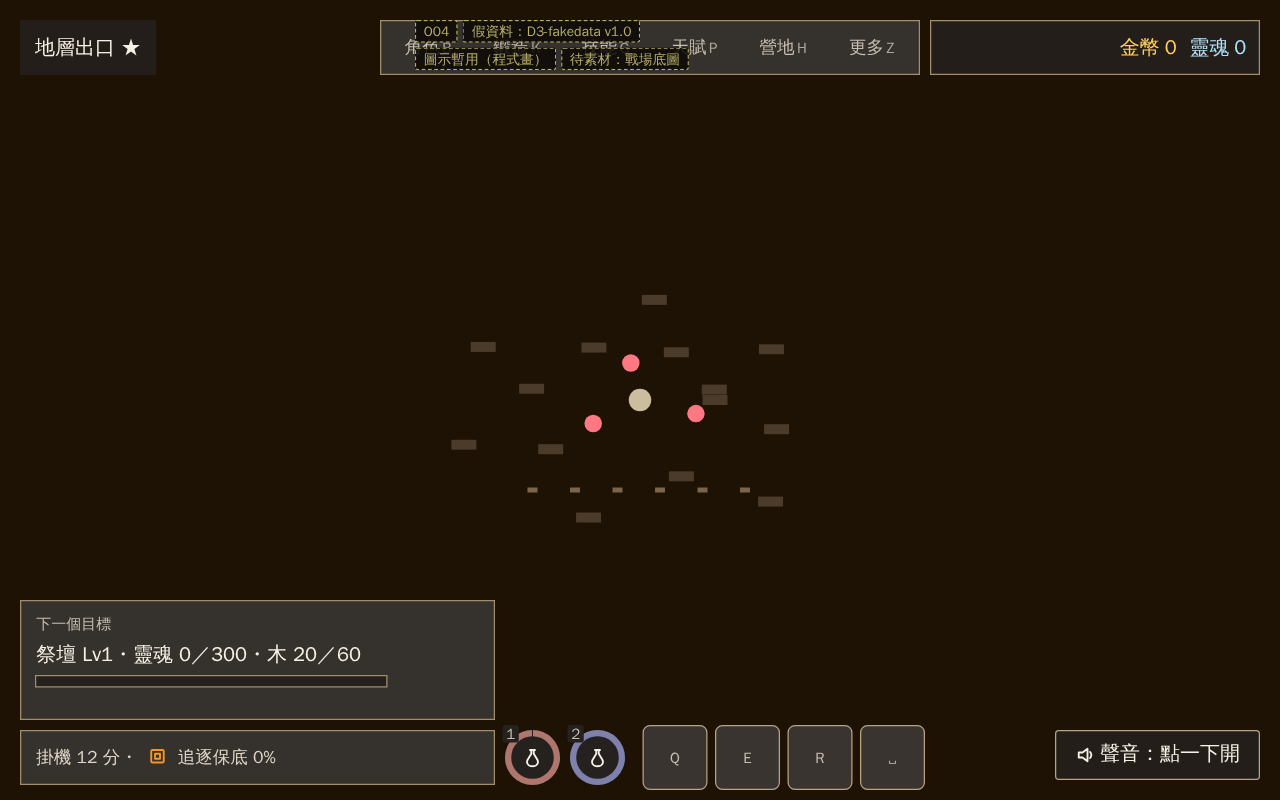 地層出口 ★
004 假資料：D3-fakedata v1.0
天賦P 營地H 更多Z
圖示暫用（程式畫） 待素材：戰場底圖
金幣 0 靈魂 0
下一個目標
祭壇 Lv1・靈魂 0／300・木 20／60
掛機 12 分・ 追逐保底 0%
1 2
Q E R ⎵
聲音：點一下開